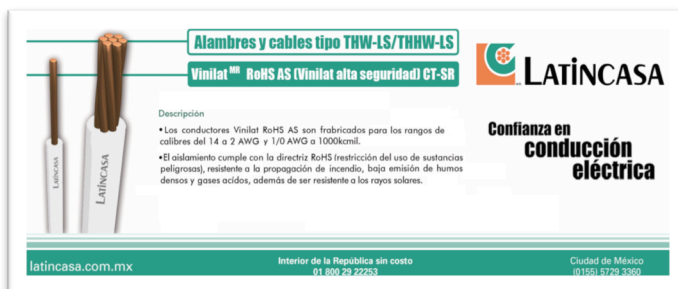 Alambres y cables tipo THW-LS/THHW-LS
Vinilat MR RoHS AS (Vinilat alta seguridad) CT-SR
LATINCASA
Descripción
•Los conductores Vinilat RoHS AS son frabricados para los rangos de
calibres del 14 a 2 AWG y 1/0 AWG a 1000kcmil.
•El aislamiento cumple con la directriz RoHS (restricción del uso de sustancias
peligrosas), resistente a la propagación de incendio, baja emisión de humos
densos y gases acídos, además de ser resistente a los rayos solares.
Confianza en
conducción
eléctrica
LATINCASA
LATINCASA
latincasa.com.mx
Interior de la República sin costo
01 800 29 22253
Ciudad de México
(0155) 5729 3360